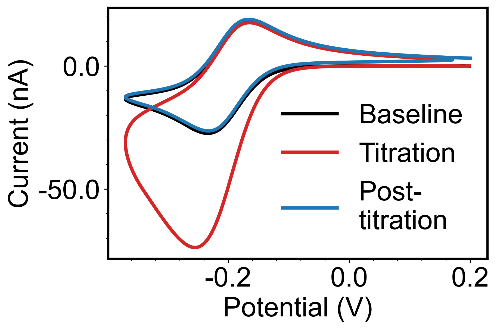 0.0
-50.0
Current (nA)
Baseline
Titration
Post-
titration
-0.2 0.0 0.2
Potential (V)